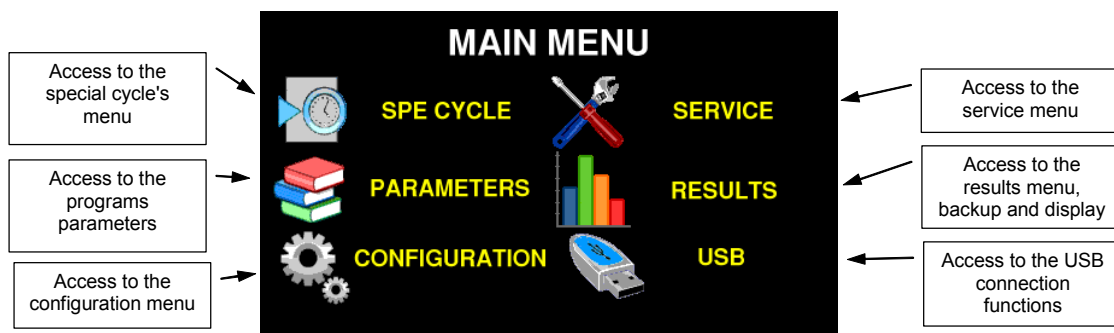 MAIN MENU
Access to the
special cycle's
menu
SPE CYCLE
SERVICE
Access to the
service menu
Access to the
programs
parameters
PARAMETERS
RESULTS
Access to the
results menu,
backup and display
Access to the
configuration menu
CONFIGURATION
USB
Access to the USB
connection
functions